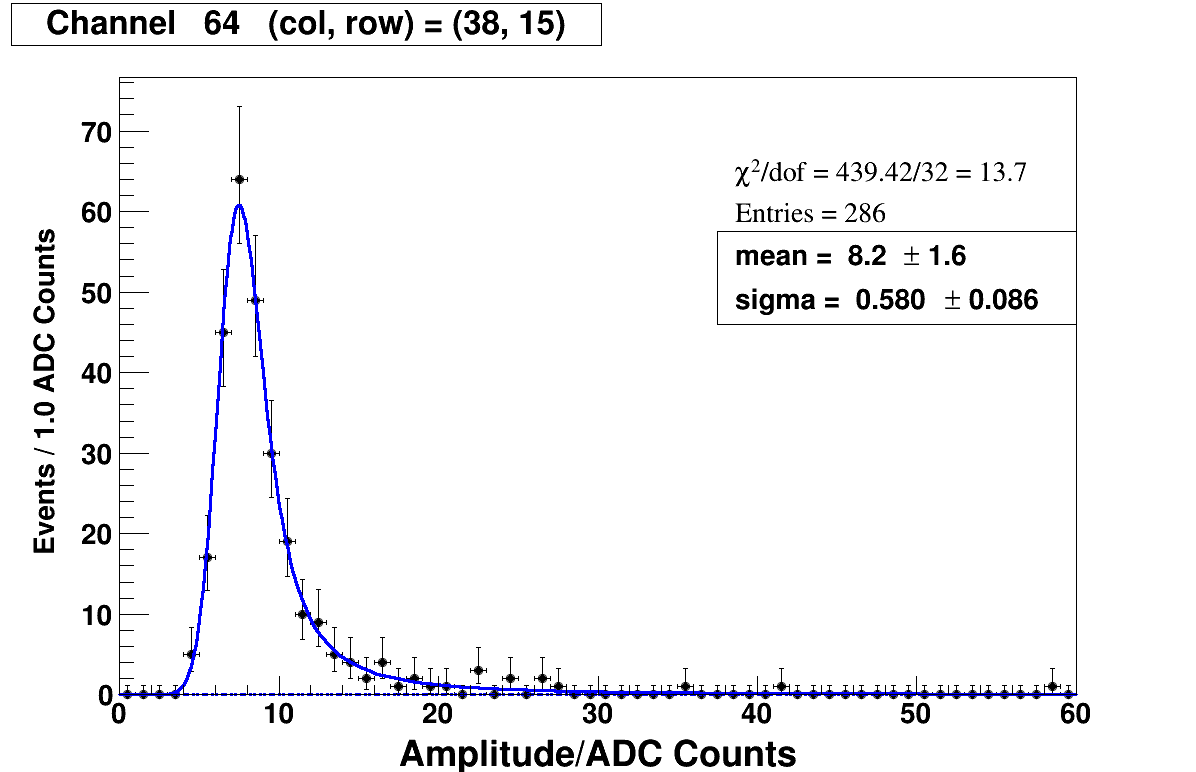 Channel 64 (col, row) = (38, 15)
χ²/dof = 439.42/32 = 13.7
Entries = 286
mean = 8.2 ± 1.6
sigma = 0.580 ± 0.086
Events / 1.0 ADC Counts
70
60
50
40
30
20
10
0
0 10 20 30 40 50 60
Amplitude/ADC Counts